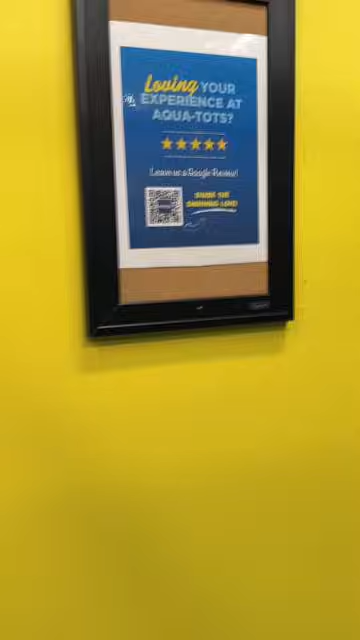 Loving YOUR
EXPERIENCE AT
AQUA-TOTS?
Leave us a Google Review!
SHARE THE
SWIMMING LOVE!